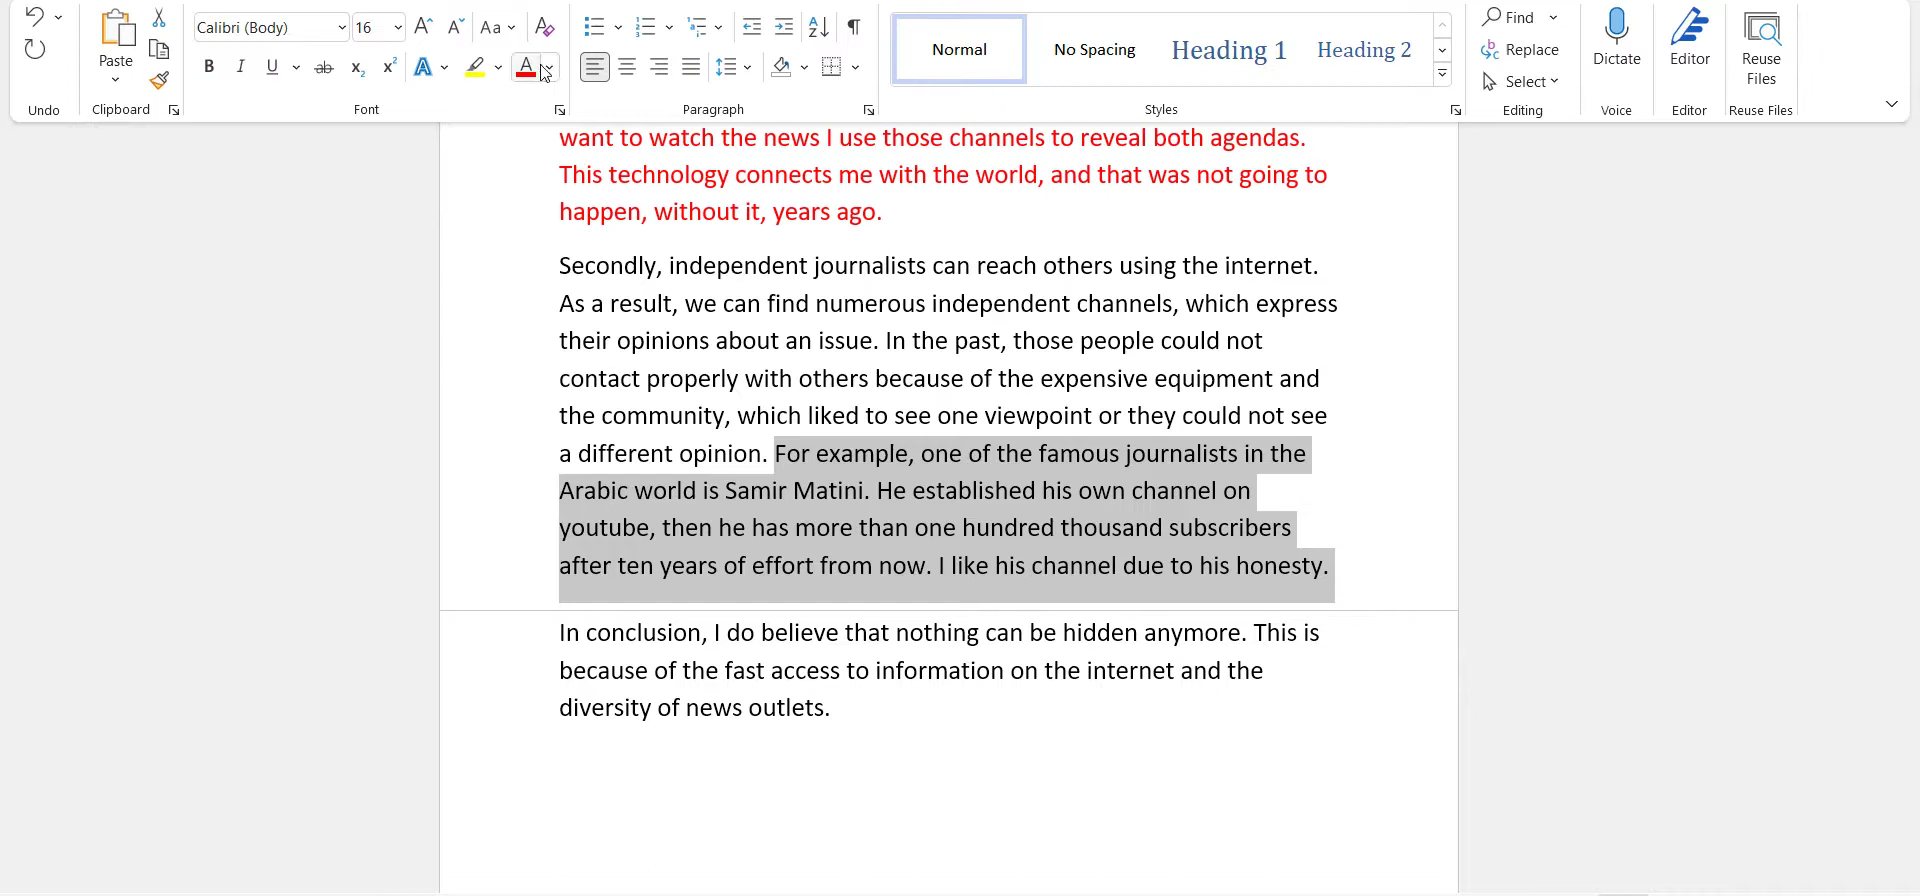 Calibri (Body) 16 Aa
Find
Paste
Replace
Select
Dictate
Editor
Reuse Files
Normal
No Spacing
Heading 1
Heading 2
B I U ab x₂ x² A A
Undo
Clipboard
Font
Paragraph
Styles
Editing
Voice
Editor
Reuse Files
want to watch the news I use those channels to reveal both agendas.
This technology connects me with the world, and that was not going to
happen, without it, years ago.
Secondly, independent journalists can reach others using the internet.
As a result, we can find numerous independent channels, which express
their opinions about an issue. In the past, those people could not
contact properly with others because of the expensive equipment and
the community, which liked to see one viewpoint or they could not see
a different opinion. For example, one of the famous journalists in the
Arabic world is Samir Matini. He established his own channel on
youtube, then he has more than one hundred thousand subscribers
after ten years of effort from now. I like his channel due to his honesty.
In conclusion, I do believe that nothing can be hidden anymore. This is
because of the fast access to information on the internet and the
diversity of news outlets.